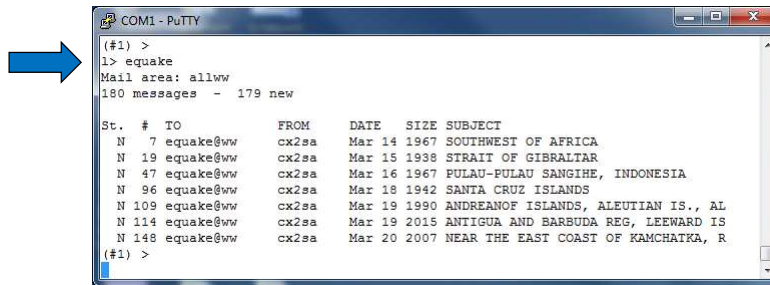 COM1 - PuTTY
(#1) >
l> equake
Mail area: allww
180 messages  -  179 new
St.  #  TO            FROM       DATE   SIZE SUBJECT
N    7 equake@ww     cx2sa      Mar 14 1967 SOUTHWEST OF AFRICA
N   19 equake@ww     cx2sa      Mar 15 1938 STRAIT OF GIBRALTAR
N   47 equake@ww     cx2sa      Mar 16 1967 PULAU-PULAU SANGIHE, INDONESIA
N   96 equake@ww     cx2sa      Mar 18 1942 SANTA CRUZ ISLANDS
N 109 equake@ww     cx2sa      Mar 19 1990 ANDREANOF ISLANDS, ALEUTIAN IS., AL
N 114 equake@ww     cx2sa      Mar 19 2015 ANTIGUA AND BARBUDA REG, LEEWARD IS
N 148 equake@ww     cx2sa      Mar 20 2007 NEAR THE EAST COAST OF KAMCHATKA, R
(#1) >